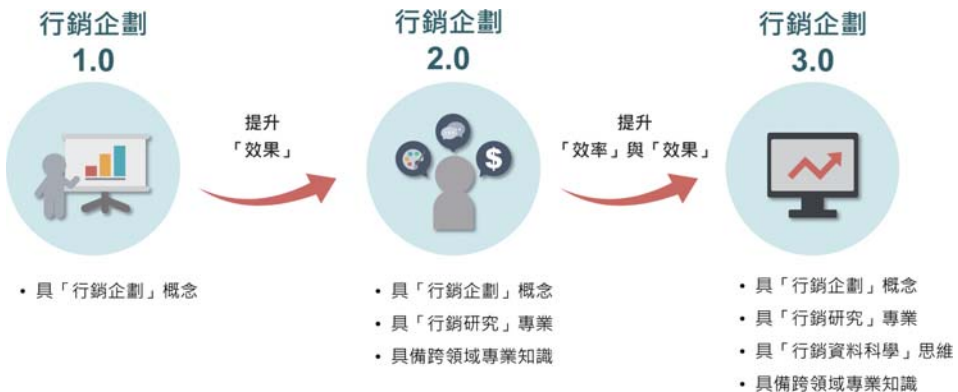 行銷企劃
1.0
提升
「效果」
行銷企劃
2.0
$
提升
「效率」與「效果」
行銷企劃
3.0
• 具「行銷企劃」概念
• 具「行銷企劃」概念
• 具「行銷研究」專業
• 具備跨領域專業知識
• 具「行銷企劃」概念
• 具「行銷研究」專業
• 具「行銷資料科學」思維
• 具備跨領域專業知識